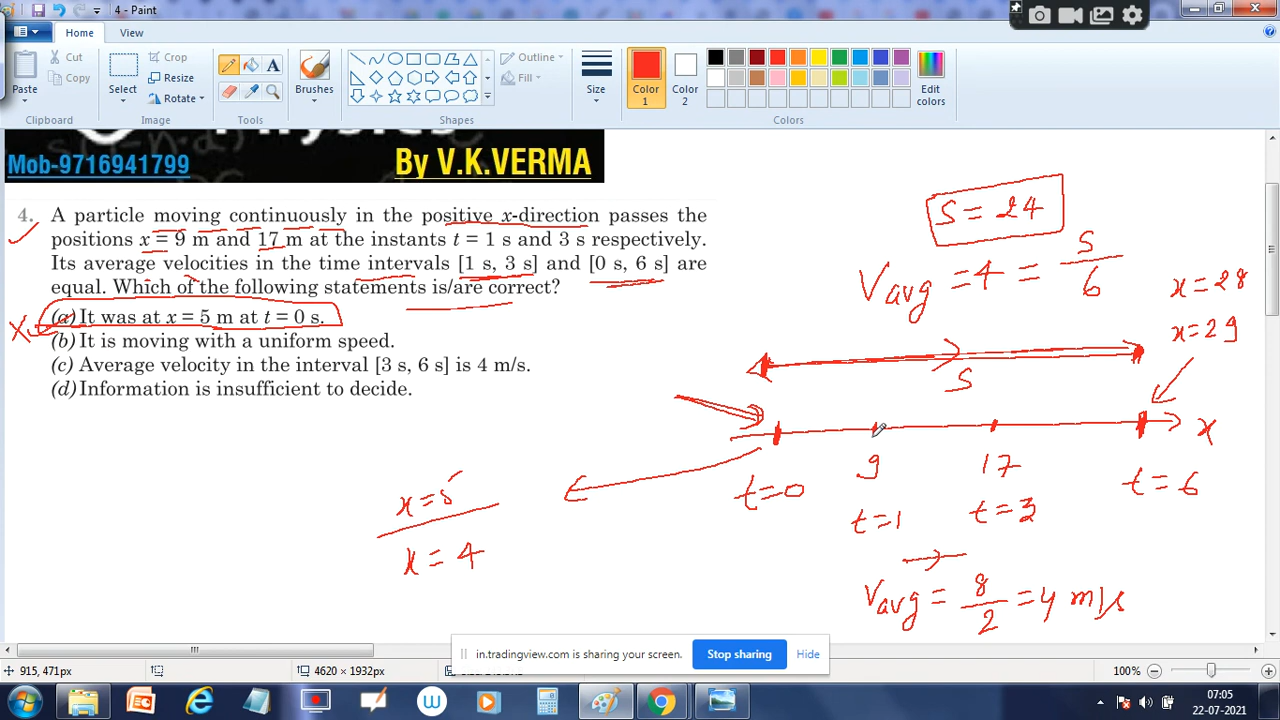 4 - Paint
Home
View
Paste
Cut
Copy
Clipboard
Select
Crop
Resize
Rotate
Image
Tools
Brushes
Shapes
Outline
Fill
Size
Color 1
Color 2
Edit colors
Colors
Mob-9716941799
By V.K.VERMA
4. A particle moving continuously in the positive x-direction passes the
positions x = 9 m and 17 m at the instants t = 1 s and 3 s respectively.
Its average velocities in the time intervals [1 s, 3 s] and [0 s, 6 s] are
equal. Which of the following statements is/are correct?
(a) It was at x = 5 m at t = 0 s.
(b) It is moving with a uniform speed.
(c) Average velocity in the interval [3 s, 6 s] is 4 m/s.
(d) Information is insufficient to decide.
S = 24
Vavg = 4 = S/6
x = 28
x = 29
S
x
9
17
t=0
t=1
t=3
t=6
x=5
x=4
Vavg = 8/2 = 4 m/s
in.tradingview.com is sharing your screen.
Stop sharing
Hide
915, 471px
4620 × 1932px
100%
07:05
22-07-2021